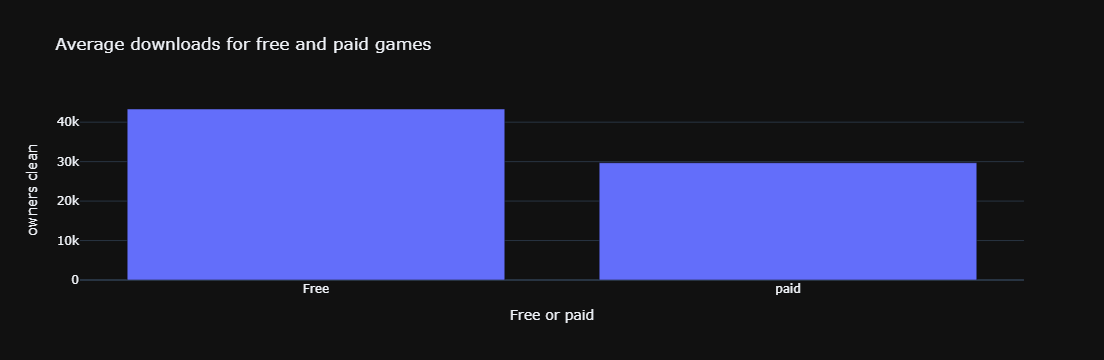 Average downloads for free and paid games
owners clean
40k
30k
20k
10k
0
Free
paid
Free or paid